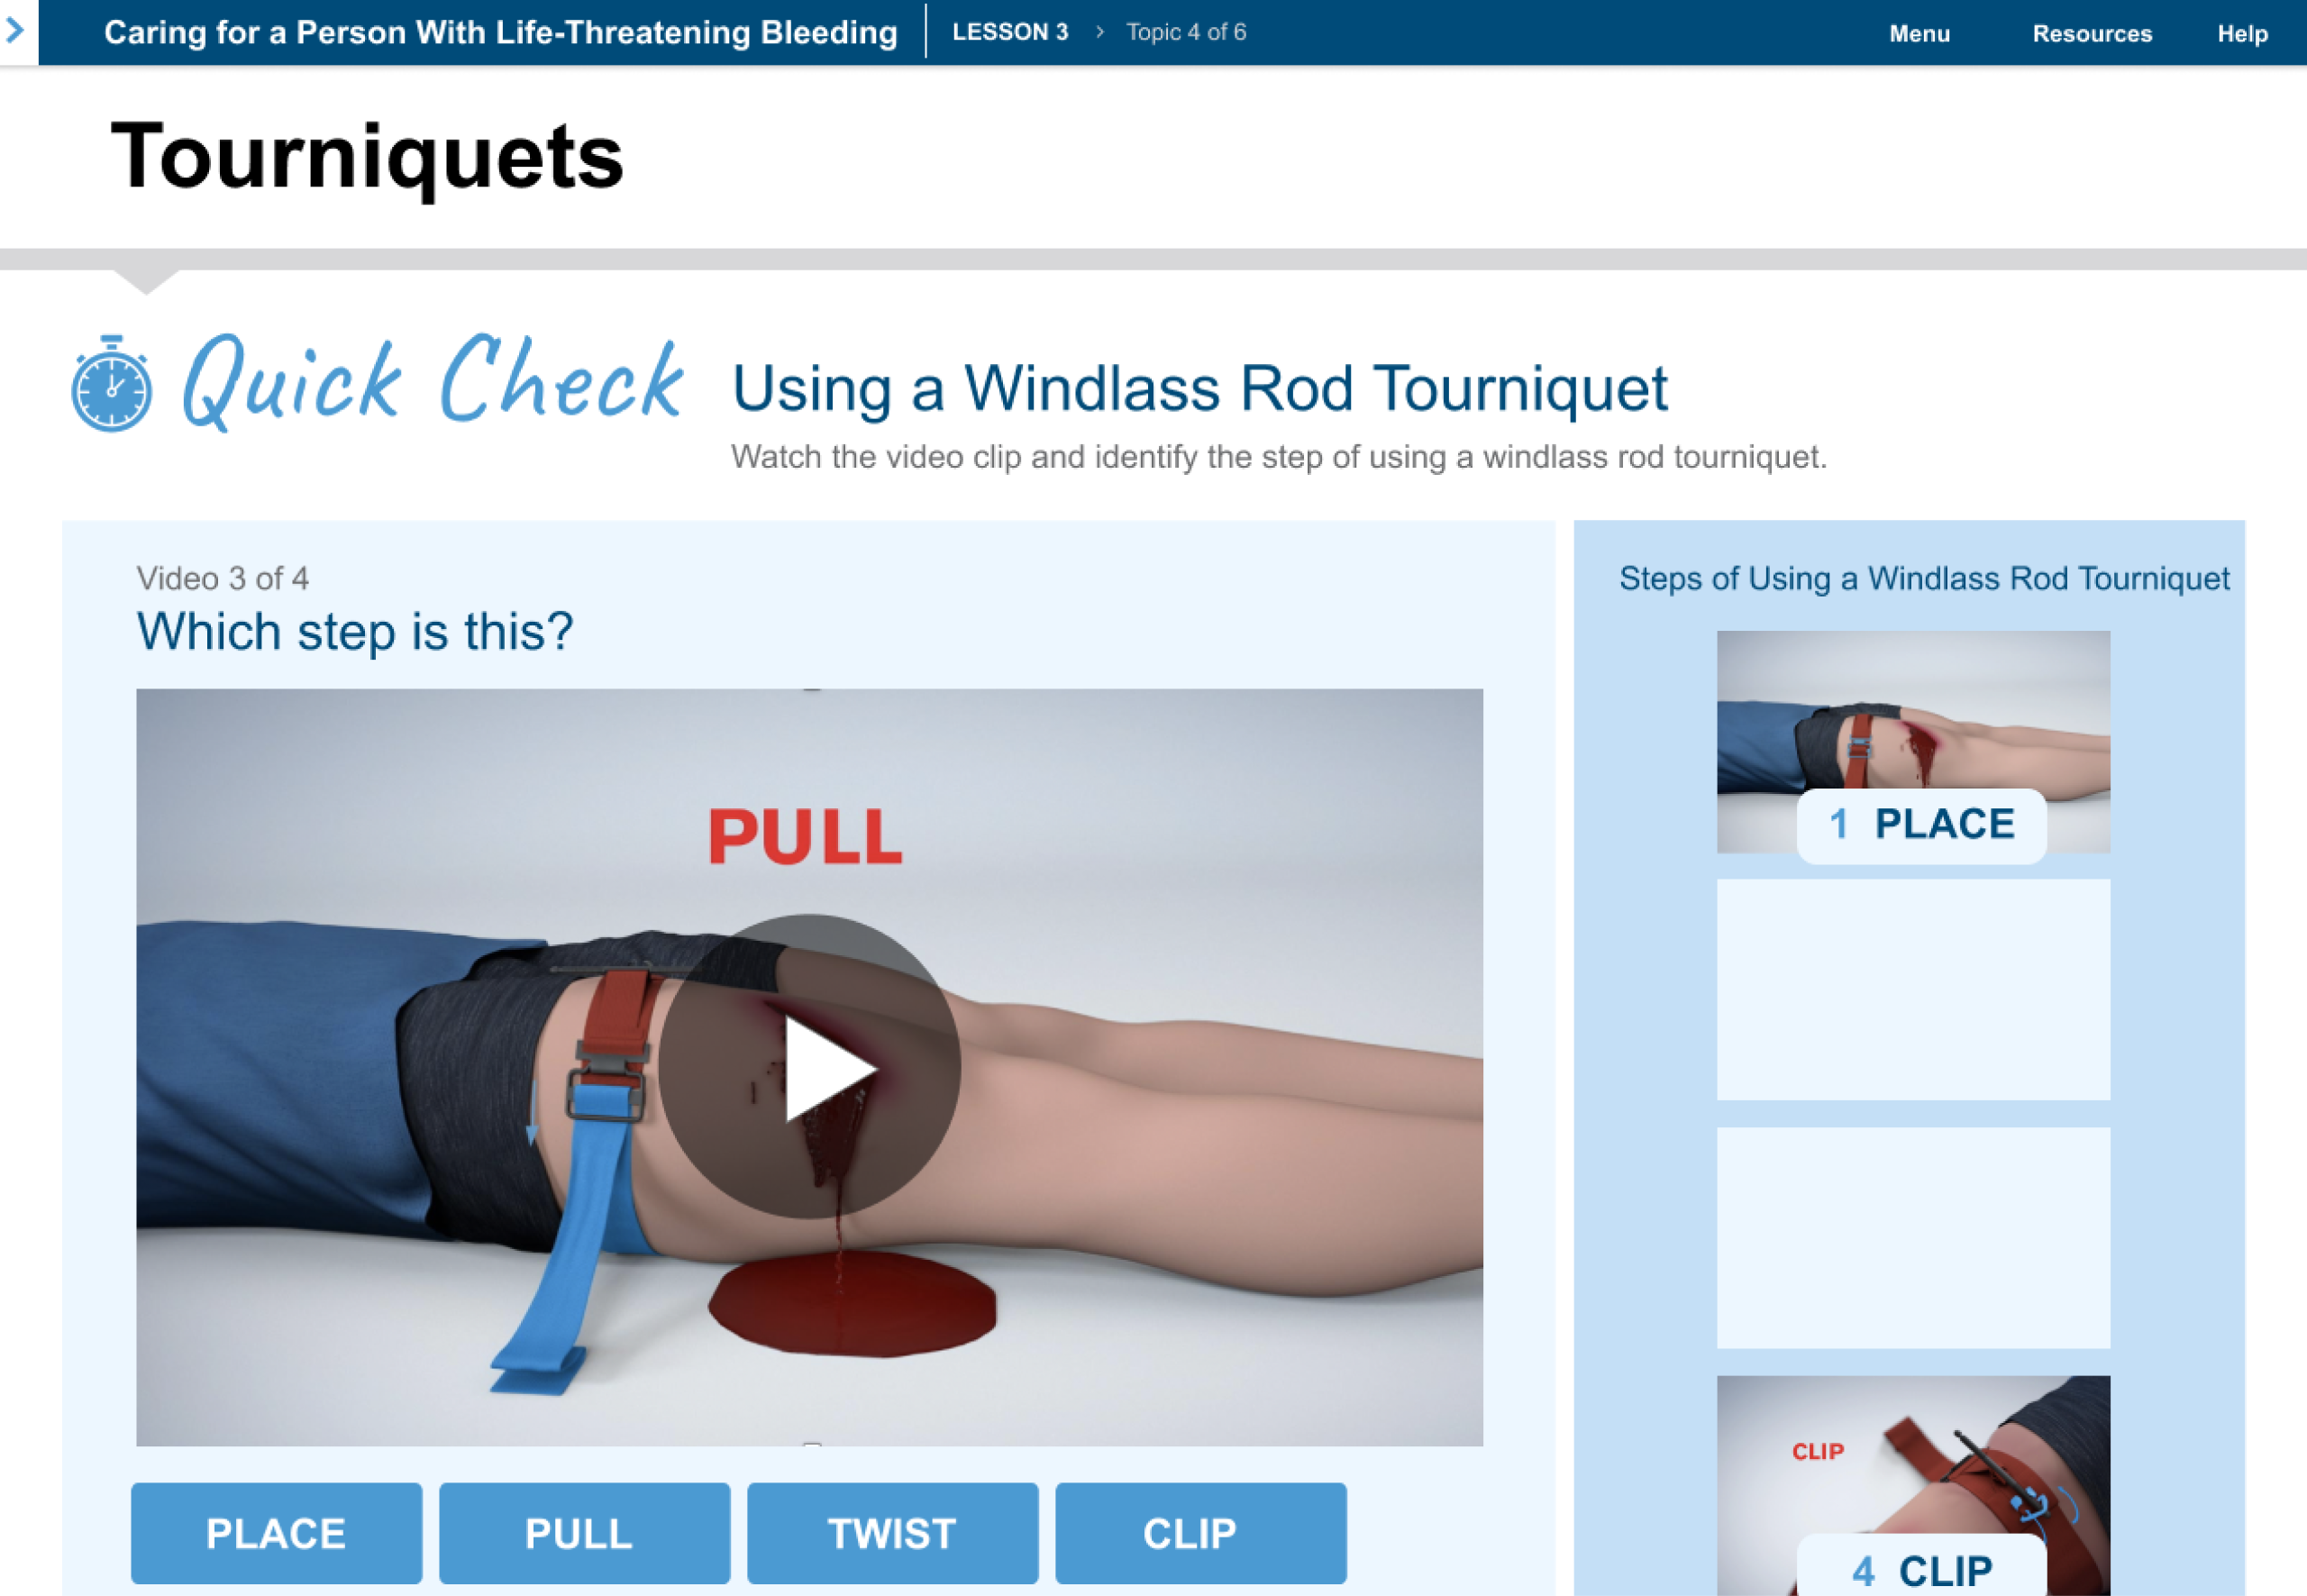 Caring for a Person With Life-Threatening Bleeding LESSON 3 > Topic 4 of 6 Menu Resources Help
Tourniquets
Quick Check
Using a Windlass Rod Tourniquet
Watch the video clip and identify the step of using a windlass rod tourniquet.
Video 3 of 4
Which step is this?
PULL
PLACE PULL TWIST CLIP
Steps of Using a Windlass Rod Tourniquet
1 PLACE
CLIP
4 CLIP